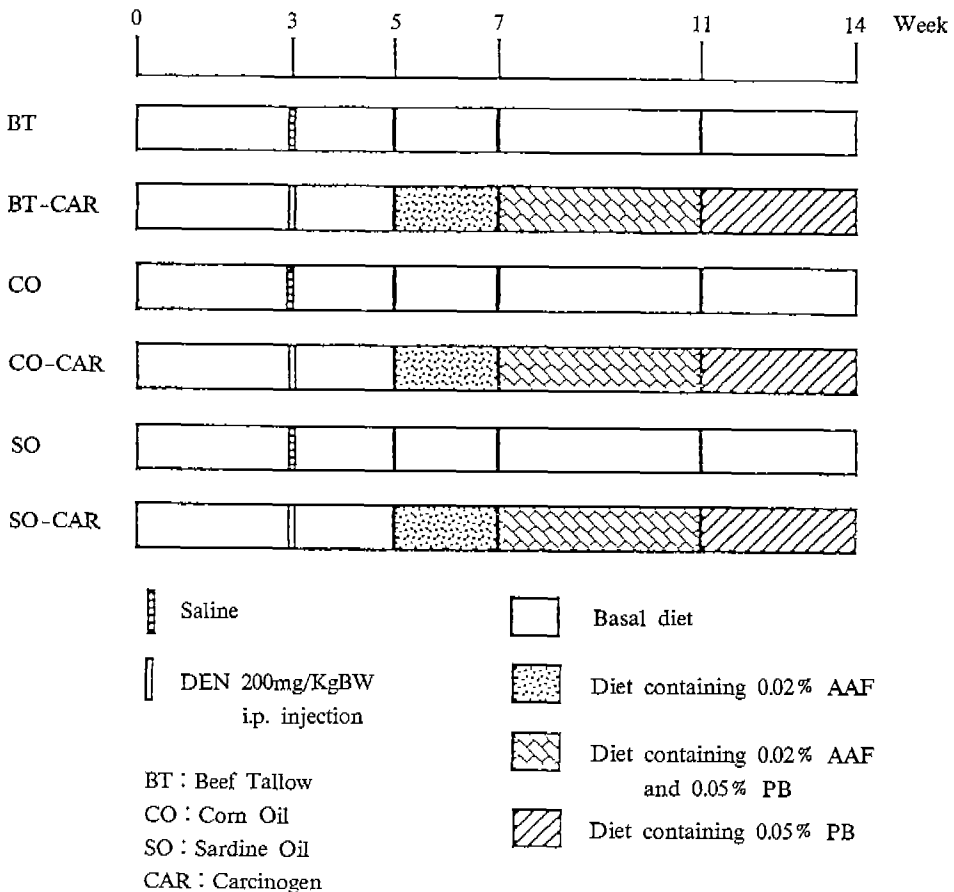 0 3 5 7 11 14 Week
BT
BT-CAR
CO
CO-CAR
SO
SO-CAR
Saline
DEN 200mg/KgBW
i.p. injection
BT : Beef Tallow
CO : Corn Oil
SO : Sardine Oil
CAR : Carcinogen
Basal diet
Diet containing 0.02% AAF
Diet containing 0.02% AAF
and 0.05% PB
Diet containing 0.05% PB